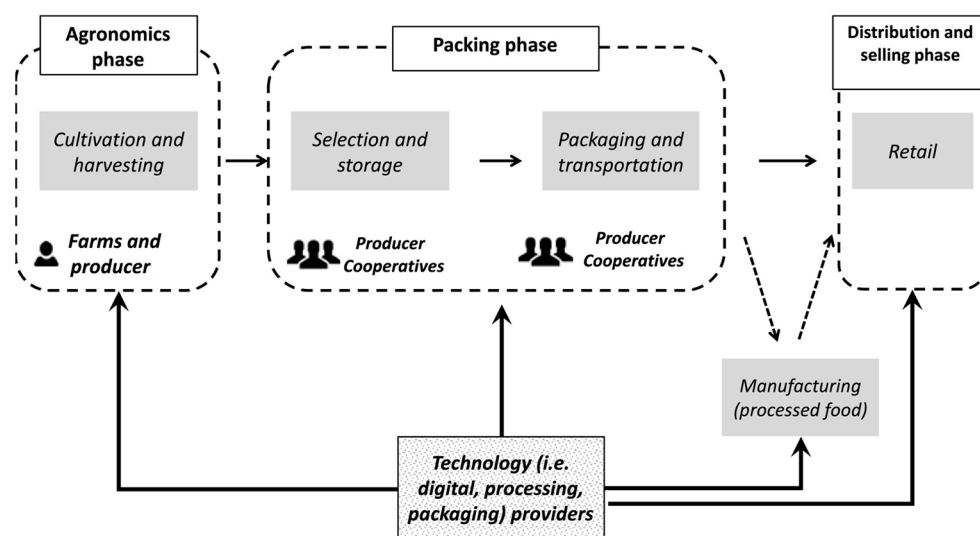 Agronomics
phase
Packing phase
Distribution and
selling phase
Cultivation and
harvesting
Selection and
storage
Packaging and
transportation
Retail
Farms and
producer
Producer
Cooperatives
Producer
Cooperatives
Manufacturing
(processed food)
Technology (i.e.
digital, processing,
packaging) providers